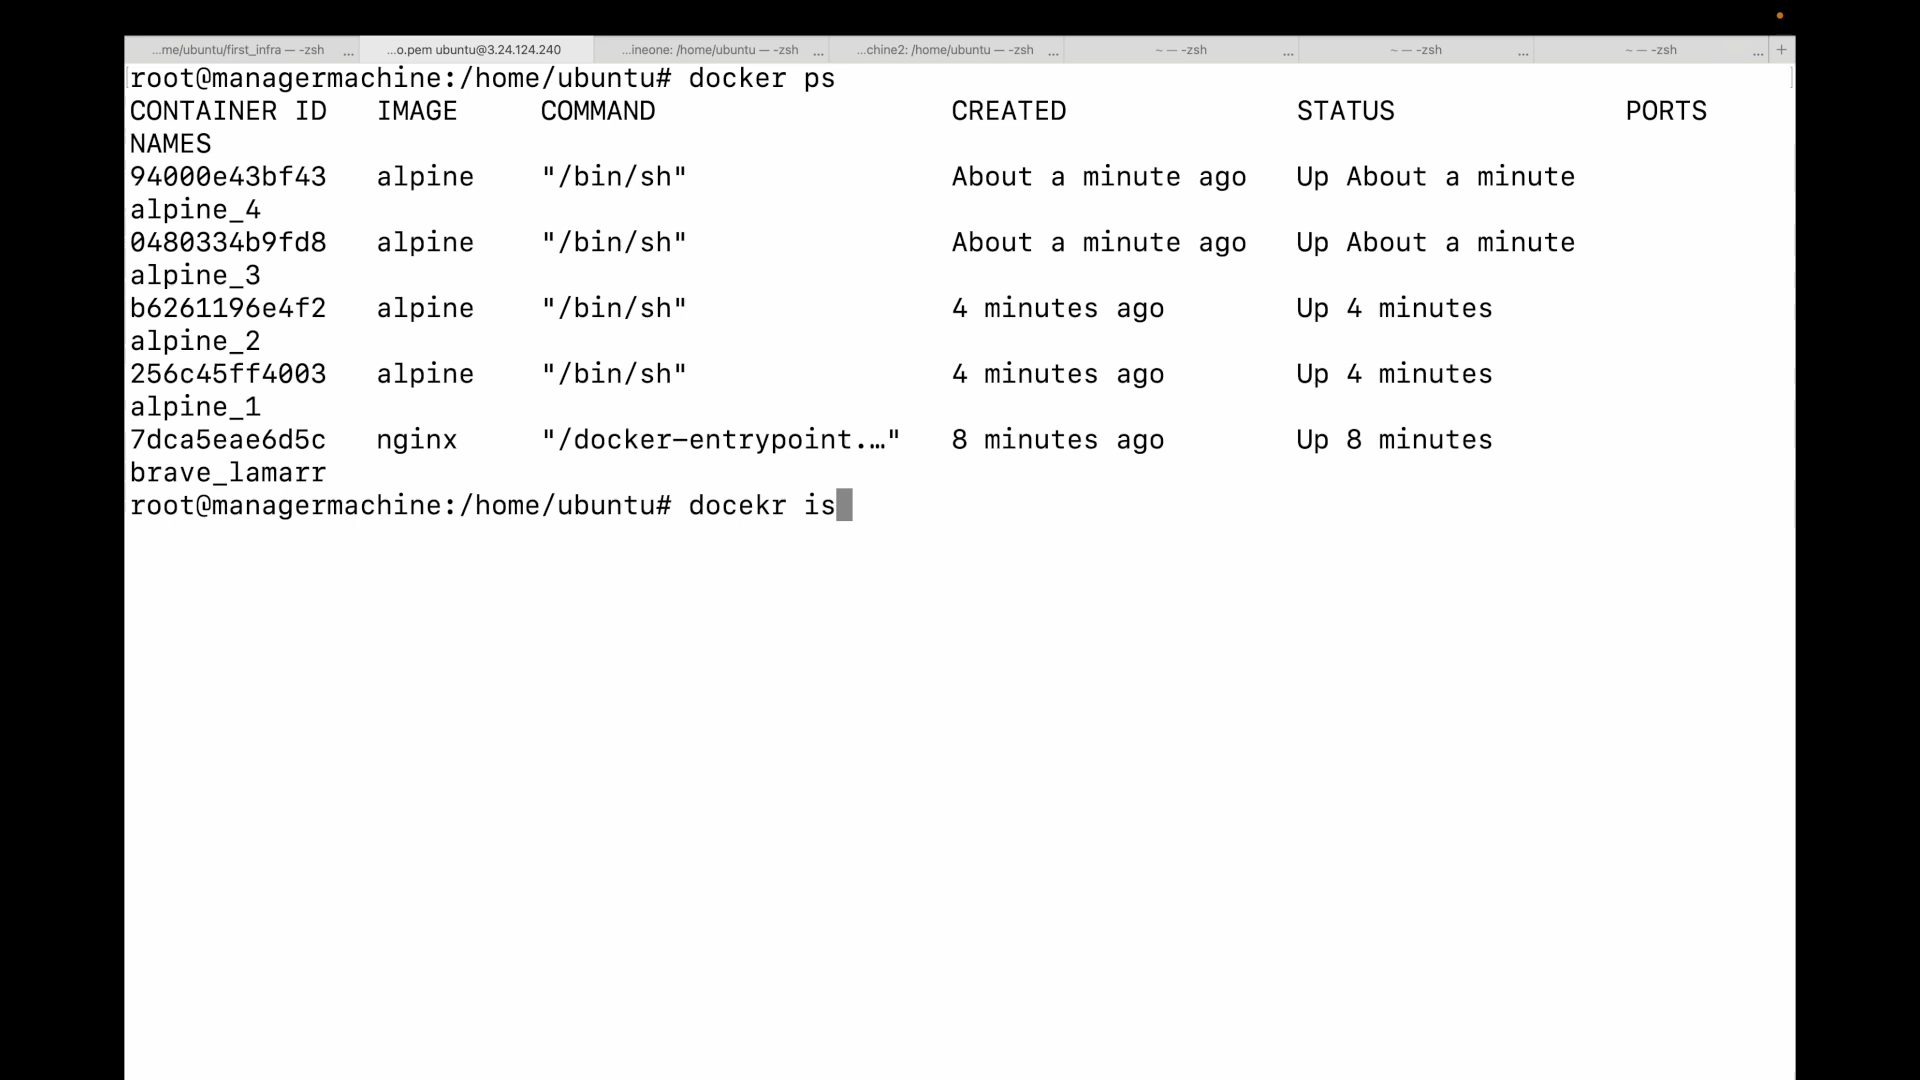 ...me/ubuntu/first_infra — -zsh ... ...o.pem ubuntu@3.24.124.240 ...ineone: /home/ubuntu — -zsh ... ...chine2: /home/ubuntu — -zsh ... ~ — -zsh ... ~ — -zsh ... ~ — -zsh ... +
root@managermachine:/home/ubuntu# docker ps
CONTAINER ID IMAGE COMMAND CREATED STATUS PORTS
NAMES
94000e43bf43 alpine "/bin/sh" About a minute ago Up About a minute
alpine_4
0480334b9fd8 alpine "/bin/sh" About a minute ago Up About a minute
alpine_3
b6261196e4f2 alpine "/bin/sh" 4 minutes ago Up 4 minutes
alpine_2
256c45ff4003 alpine "/bin/sh" 4 minutes ago Up 4 minutes
alpine_1
7dca5eae6d5c nginx "/docker-entrypoint.…" 8 minutes ago Up 8 minutes
brave_lamarr
root@managermachine:/home/ubuntu# docekr is